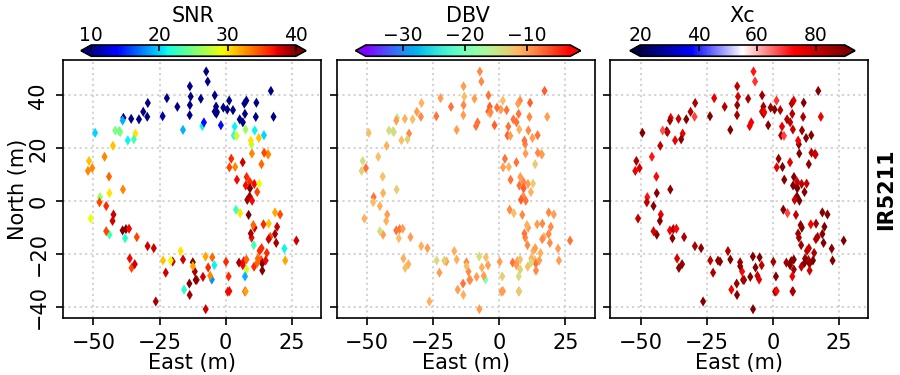 SNR DBV Xc
10 20 30 40 −30 −20 −10 20 40 60 80
40
20
0
−20
−40
North (m)
IR5211
−50 −25 0 25 −50 −25 0 25 −50 −25 0 25
East (m) East (m) East (m)